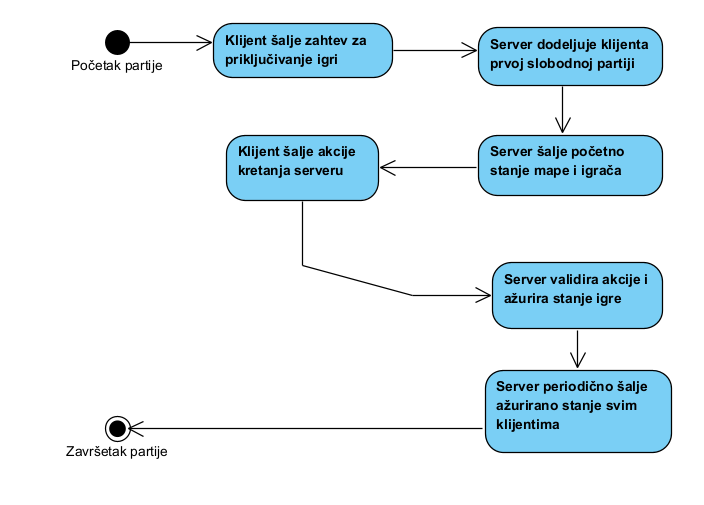 Početak partije
Klijent šalje zahtev za
priključivanje igri
Server dodeljuje klijenta
prvoj slobodnoj partiji
Server šalje početno
stanje mape i igrača
Klijent šalje akcije
kretanja serveru
Server validira akcije i
ažurira stanje igre
Server periodično šalje
ažurirano stanje svim
klijentima
Završetak partije